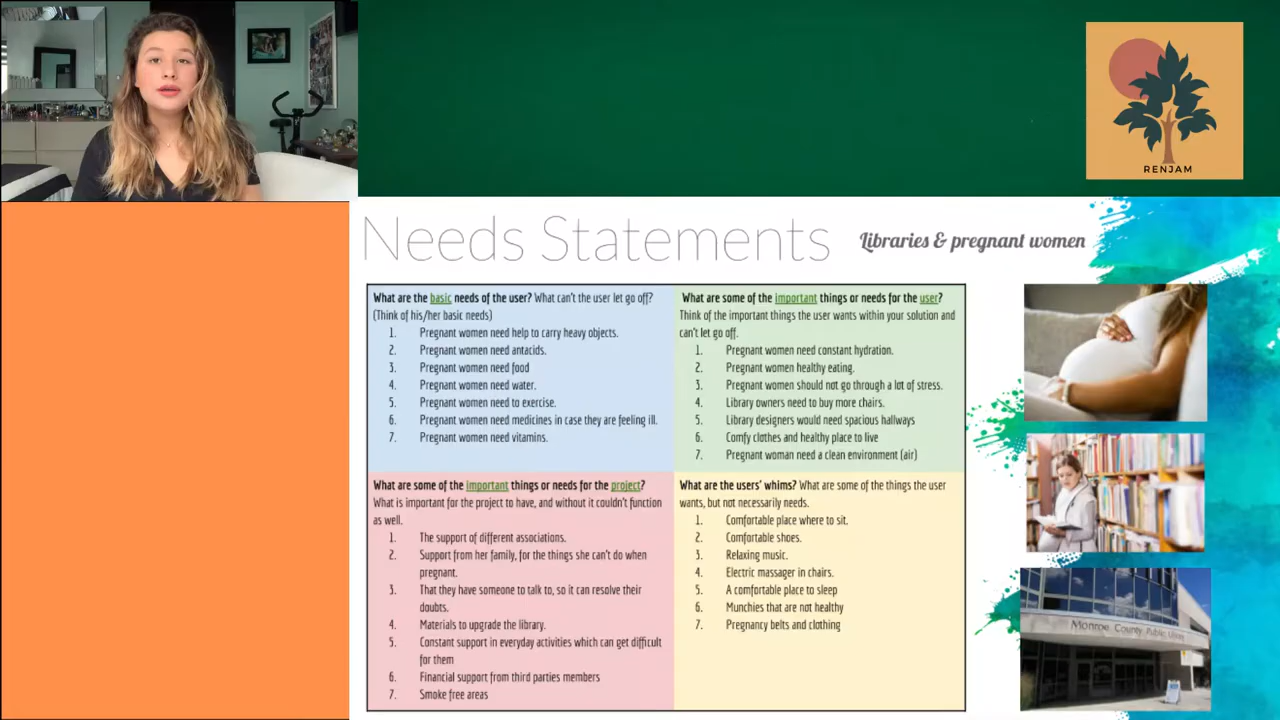 RENJAM
Needs Statements
Libraries & pregnant women
What are the basic needs of the user? What can't the user let go off?
(Think of his/her basic needs)
1. Pregnant women need help to carry heavy objects.
2. Pregnant women need antacids.
3. Pregnant women need food
4. Pregnant women need water.
5. Pregnant women need to exercise.
6. Pregnant women need medicines in case they are feeling ill.
7. Pregnant women need vitamins.
What are some of the important things or needs for the user?
Think of the important things the user wants within your solution and
can't let go off.
1. Pregnant women need constant hydration.
2. Pregnant women healthy eating.
3. Pregnant women should not go through a lot of stress.
4. Library owners need to buy more chairs.
5. Library designers would need spacious hallways
6. Comfy clothes and healthy place to live
7. Pregnant woman need a clean environment (air)
What are some of the important things or needs for the project?
What is important for the project to have, and without it couldn't function
as well.
1. The support of different associations.
2. Support from her family, for the things she can't do when
pregnant.
3. That they have someone to talk to, so it can resolve their
doubts.
4. Materials to upgrade the library.
5. Constant support in everyday activities which can get difficult
for them
6. Financial support from third parties members
7. Smoke free areas
What are the users' whims? What are some of the things the user
wants, but not necessarily needs.
1. Comfortable place where to sit.
2. Comfortable shoes.
3. Relaxing music.
4. Electric massager in chairs.
5. A comfortable place to sleep
6. Munchies that are not healthy
7. Pregnancy belts and clothing
Monroe County Public Library